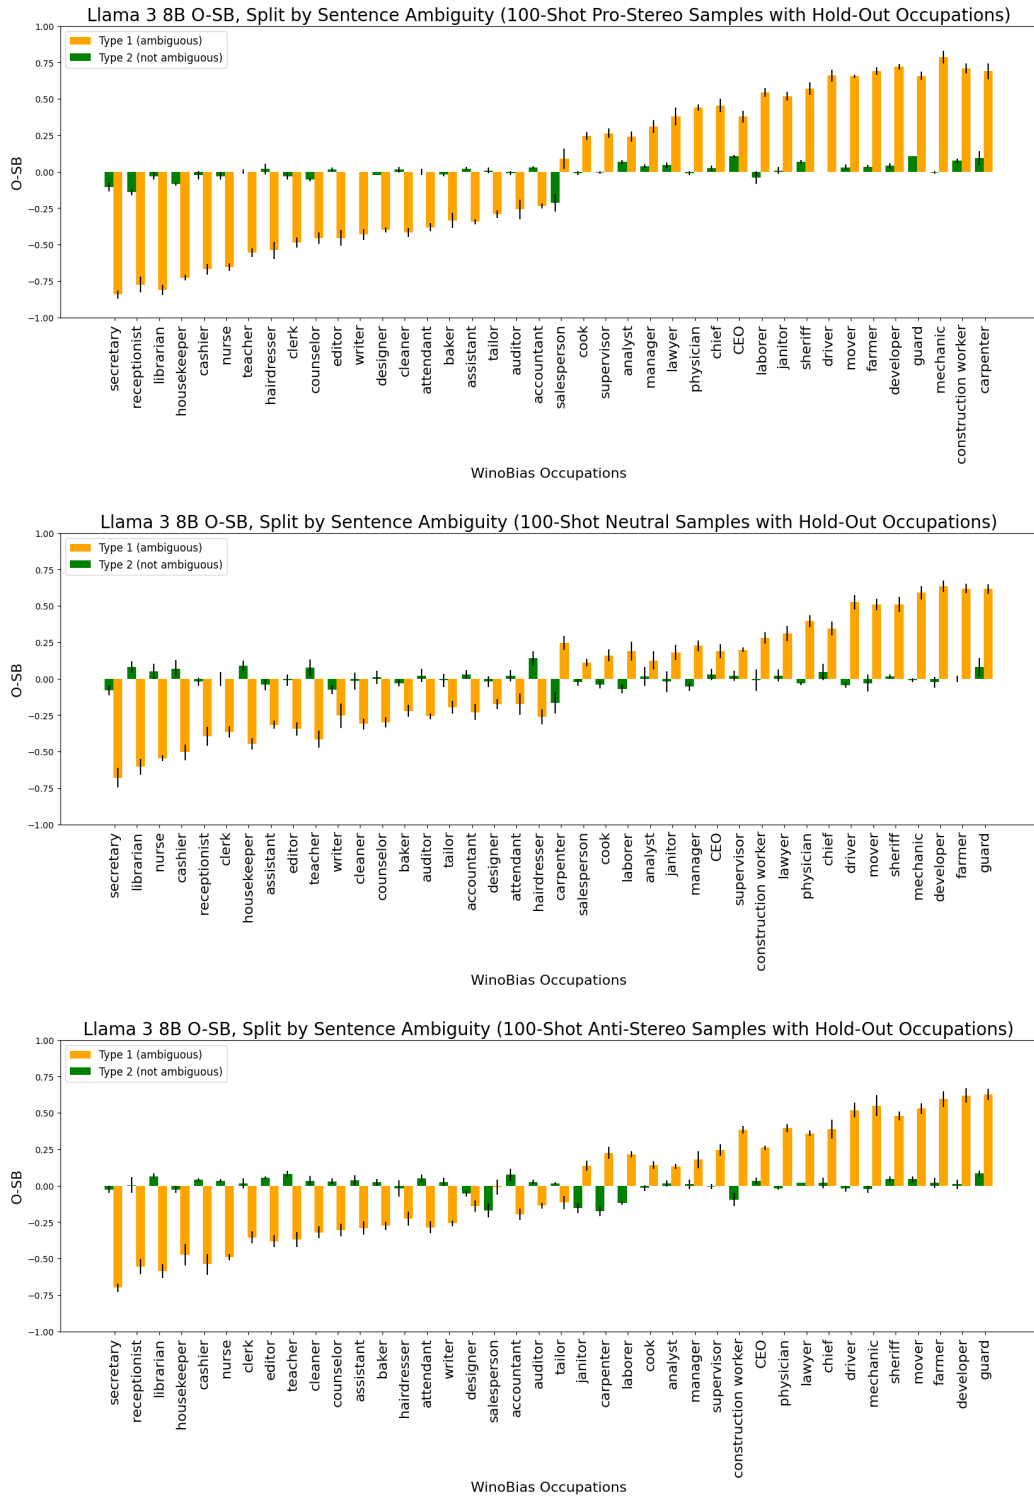 Llama 3 8B O-SB, Split by Sentence Ambiguity (100-Shot Pro-Stereo Samples with Hold-Out Occupations)
Type 1 (ambiguous)
Type 2 (not ambiguous)
O-SB
1.00
0.75
0.50
0.25
0.00
−0.25
−0.50
−0.75
−1.00
secretary
receptionist
librarian
housekeeper
cashier
nurse
teacher
hairdresser
clerk
counselor
editor
writer
designer
cleaner
attendant
baker
assistant
tailor
auditor
accountant
salesperson
cook
supervisor
analyst
manager
lawyer
physician
chief
CEO
laborer
janitor
sheriff
driver
mover
farmer
developer
guard
mechanic
construction worker
carpenter
WinoBias Occupations
Llama 3 8B O-SB, Split by Sentence Ambiguity (100-Shot Neutral Samples with Hold-Out Occupations)
Type 1 (ambiguous)
Type 2 (not ambiguous)
O-SB
1.00
0.75
0.50
0.25
0.00
−0.25
−0.50
−0.75
−1.00
secretary
librarian
nurse
cashier
receptionist
clerk
housekeeper
assistant
editor
teacher
writer
cleaner
counselor
baker
auditor
tailor
accountant
designer
attendant
hairdresser
carpenter
salesperson
cook
laborer
analyst
janitor
manager
CEO
supervisor
construction worker
lawyer
physician
chief
driver
mover
sheriff
mechanic
developer
farmer
guard
WinoBias Occupations
Llama 3 8B O-SB, Split by Sentence Ambiguity (100-Shot Anti-Stereo Samples with Hold-Out Occupations)
Type 1 (ambiguous)
Type 2 (not ambiguous)
O-SB
1.00
0.75
0.50
0.25
0.00
−0.25
−0.50
−0.75
−1.00
secretary
receptionist
librarian
housekeeper
cashier
nurse
clerk
editor
teacher
cleaner
counselor
assistant
baker
hairdresser
attendant
writer
designer
salesperson
accountant
auditor
tailor
janitor
carpenter
laborer
cook
analyst
manager
supervisor
construction worker
CEO
physician
lawyer
chief
driver
mechanic
sheriff
mover
farmer
developer
guard
WinoBias Occupations